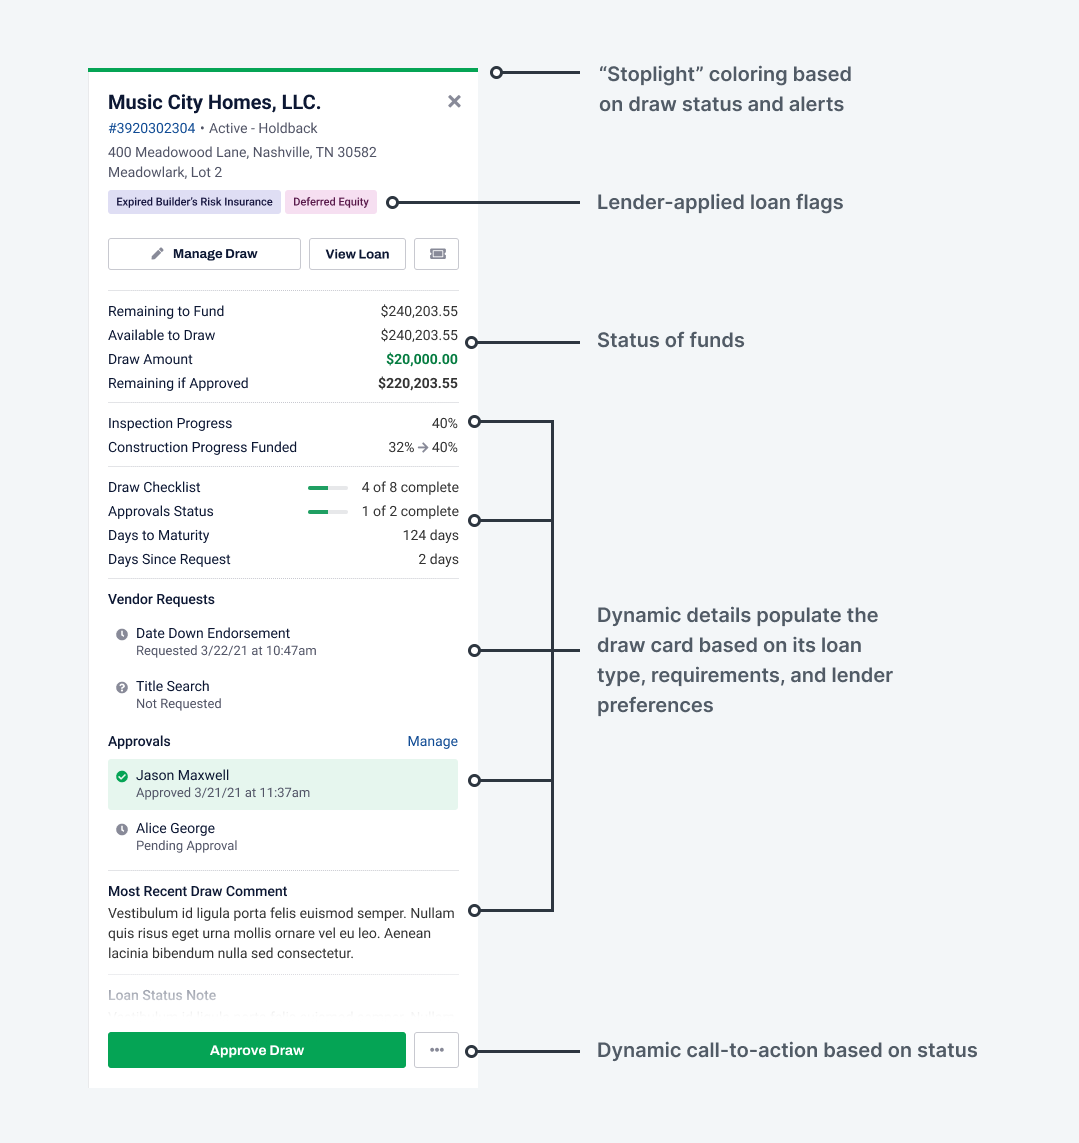 “Stoplight” coloring based
on draw status and alerts
Music City Homes, LLC.
#3920302304 • Active - Holdback
400 Meadowood Lane, Nashville, TN 30582
Meadowlark, Lot 2
Expired Builder’s Risk Insurance Deferred Equity
Lender-applied loan flags
Manage Draw View Loan
Remaining to Fund $240,203.55
Available to Draw $240,203.55
Status of funds
Draw Amount $20,000.00
Remaining if Approved $220,203.55
Inspection Progress 40%
Construction Progress Funded 32% → 40%
Draw Checklist 4 of 8 complete
Approvals Status 1 of 2 complete
Days to Maturity 124 days
Days Since Request 2 days
Vendor Requests
Date Down Endorsement
Requested 3/22/21 at 10:47am
Title Search
Not Requested
Dynamic details populate the
draw card based on its loan
type, requirements, and lender
preferences
Approvals Manage
Jason Maxwell
Approved 3/21/21 at 11:37am
Alice George
Pending Approval
Most Recent Draw Comment
Vestibulum id ligula porta felis euismod semper. Nullam
quis risus eget urna mollis ornare vel eu leo. Aenean
lacinia bibendum nulla sed consectetur.
Loan Status Note
Approve Draw
Dynamic call-to-action based on status